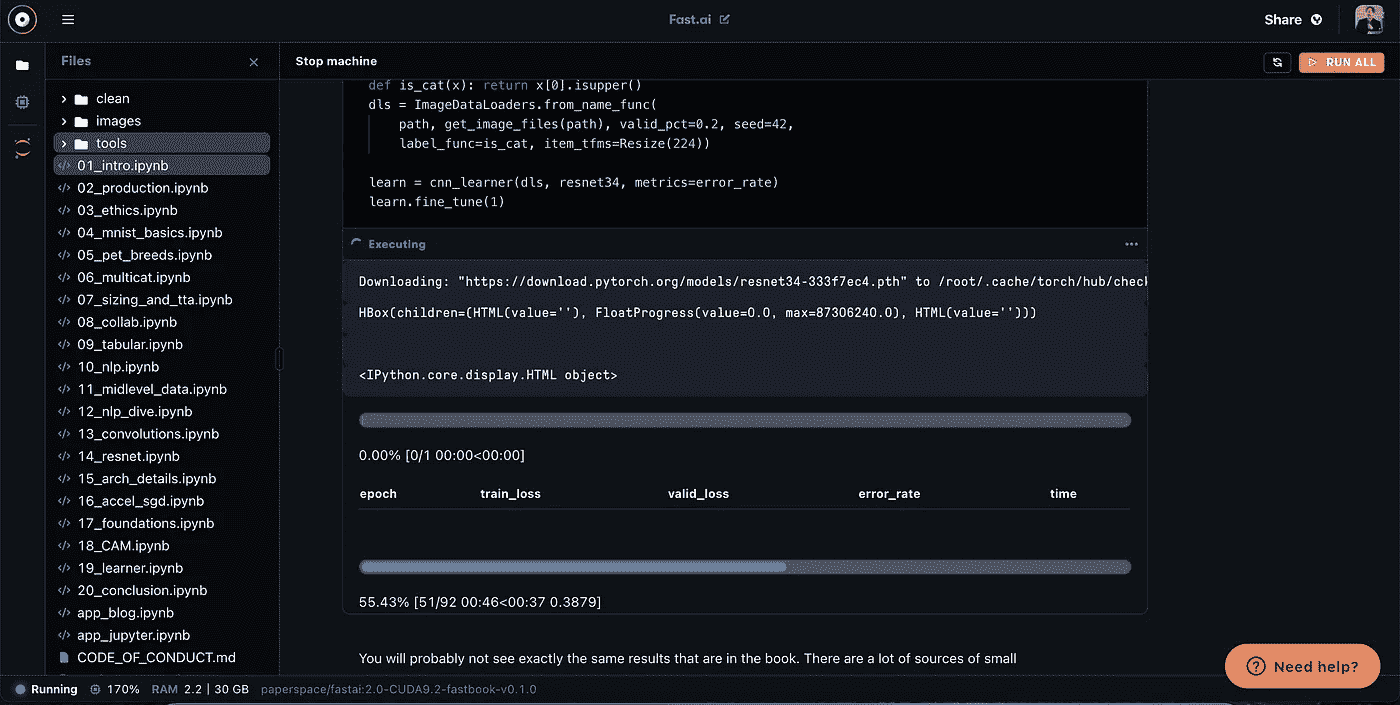 Fast.ai
Share
Files
Stop machine
RUN ALL
clean
images
tools
01_intro.ipynb
02_production.ipynb
03_ethics.ipynb
04_mnist_basics.ipynb
05_pet_breeds.ipynb
06_multicat.ipynb
07_sizing_and_tta.ipynb
08_collab.ipynb
09_tabular.ipynb
10_nlp.ipynb
11_midlevel_data.ipynb
12_nlp_dive.ipynb
13_convolutions.ipynb
14_resnet.ipynb
15_arch_details.ipynb
16_accel_sgd.ipynb
17_foundations.ipynb
18_CAM.ipynb
19_learner.ipynb
20_conclusion.ipynb
app_blog.ipynb
app_jupyter.ipynb
CODE_OF_CONDUCT.md
def is_cat(x): return x[0].isupper()
dls = ImageDataLoaders.from_name_func(
path, get_image_files(path), valid_pct=0.2, seed=42,
label_func=is_cat, item_tfms=Resize(224))
learn = cnn_learner(dls, resnet34, metrics=error_rate)
learn.fine_tune(1)
Executing
Downloading: "https://download.pytorch.org/models/resnet34-333f7ec4.pth" to /root/.cache/torch/hub/check
HBox(children=(HTML(value=''), FloatProgress(value=0.0, max=87306240.0), HTML(value='')))
<IPython.core.display.HTML object>
0.00% [0/1 00:00<00:00]
epoch train_loss valid_loss error_rate time
55.43% [51/92 00:46<00:37 0.3879]
You will probably not see exactly the same results that are in the book. There are a lot of sources of small
Need help?
Running 170% RAM 2.2 | 30 GB paperspace/fastai:2.0-CUDA9.2-fastbook-v0.1.0